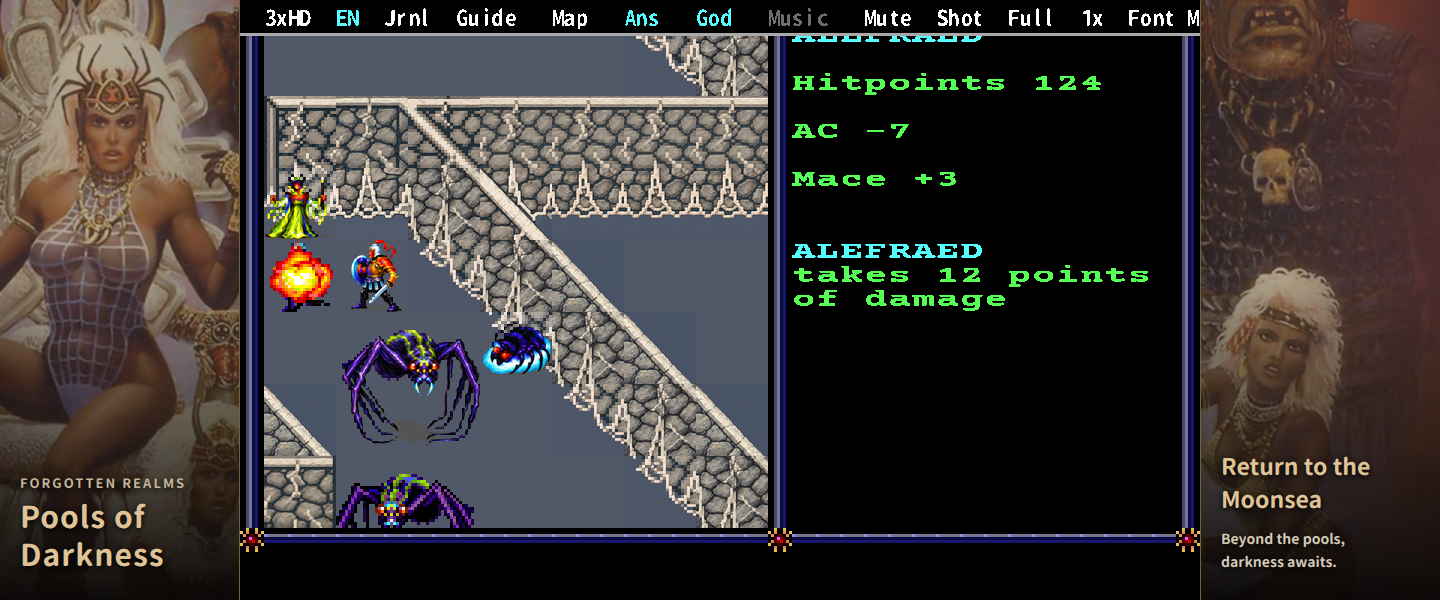 3xHD EN Jrnl Guide Map Ans God Music Mute Shot Full 1x Font M
ALEFRAED
Hitpoints 124
AC -7
Mace +3
ALEFRAED
takes 12 points
of damage
FORGOTTEN REALMS
Pools of
Darkness
Return to the
Moonsea
Beyond the pools,
darkness awaits.